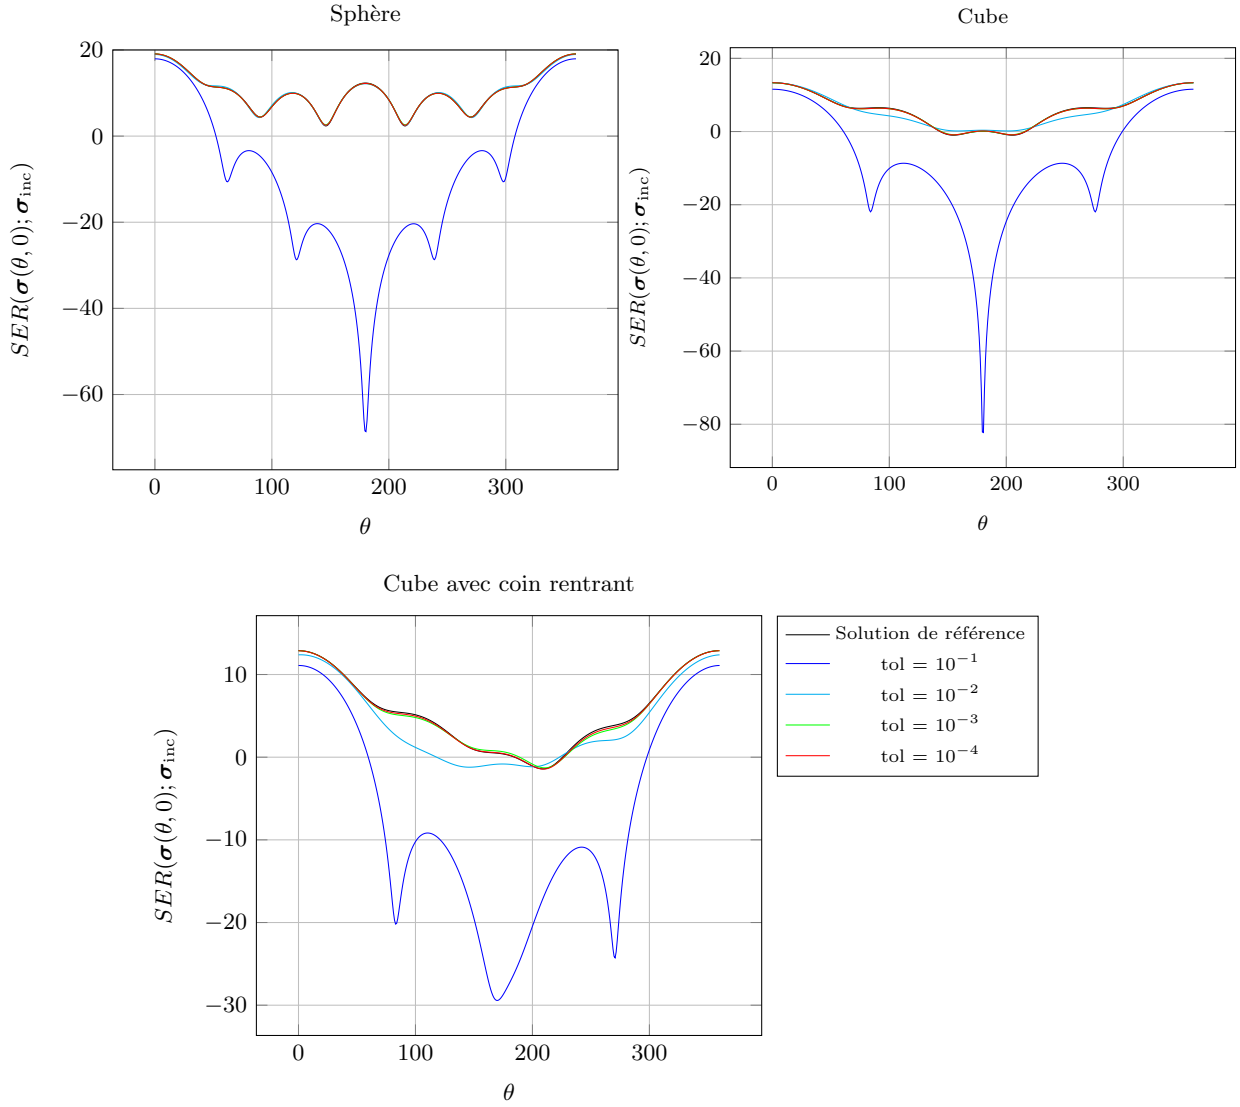 Sphère
20
0
−20
−40
−60
0
100
200
300
θ
SER(σ(θ, 0); σinc)
Cube
20
0
−20
−40
−60
−80
0
100
200
300
θ
SER(σ(θ, 0); σinc)
Cube avec coin rentrant
10
0
−10
−20
−30
0
100
200
300
θ
SER(σ(θ, 0); σinc)
Solution de référence
tol = 10⁻¹
tol = 10⁻²
tol = 10⁻³
tol = 10⁻⁴